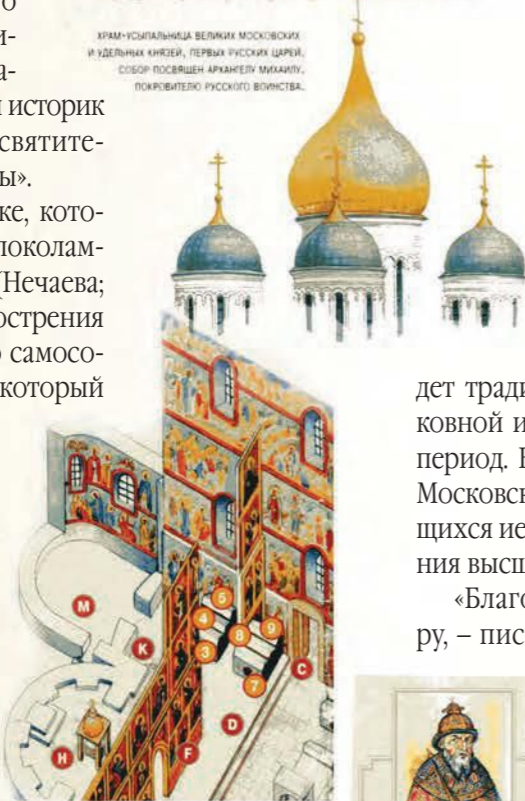 ХРАМ-УСЫПАЛЬНИЦА ВЕЛИКИХ МОСКОВСКИХ
И УДЕЛЬНЫХ КНЯЗЕЙ, ПЕРВЫХ РУССКИХ ЦАРЕЙ.
СОБОР ПОСВЯЩЕН АРХАНГЕЛУ МИХАИЛУ,
ПОКРОВИТЕЛЮ РУССКОГО ВОИНСТВА.
о
и-
а-
историк
святите-
ы».
ке, кото-
поколам-
(Нечаева;
острения
самосо-
который
5
4
3
8
9
7
M
K
H
F
D
C
дет тради
ковной и
период.
Московсн
щихся ие
ния высш
«Благо
ру, – пис